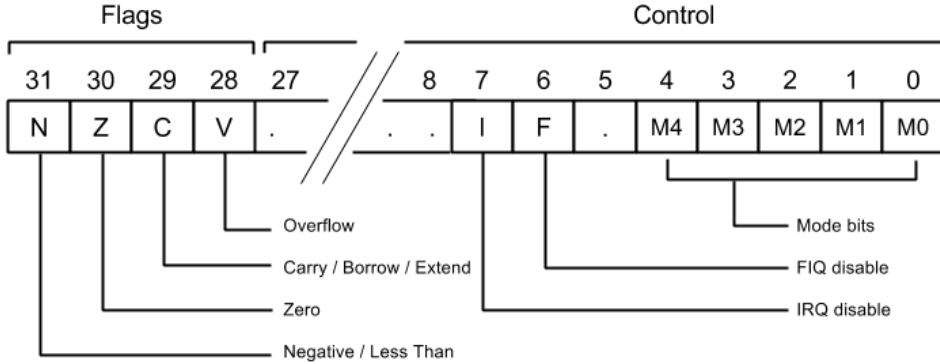 Flags Control
31 30 29 28 27 8 7 6 5 4 3 2 1 0
N Z C V . . . I F . M4 M3 M2 M1 M0
Overflow Mode bits
Carry / Borrow / Extend FIQ disable
Zero IRQ disable
Negative / Less Than